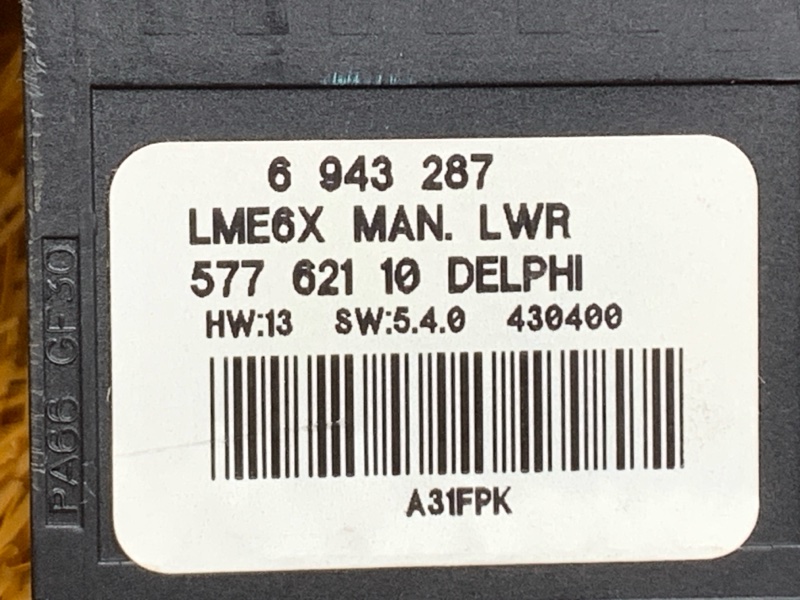 6 943 287
LME6X MAN. LWR
577 621 10 DELPHI
HW:13 SW:5.4.0 430400
A31FPK
PA66 GF30